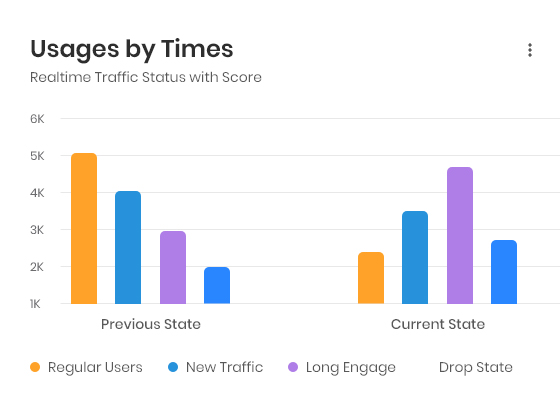 Usages by Times
Realtime Traffic Status with Score
6K
5K
4K
3K
2K
1K
Previous State
Current State
Regular Users
New Traffic
Long Engage
Drop State